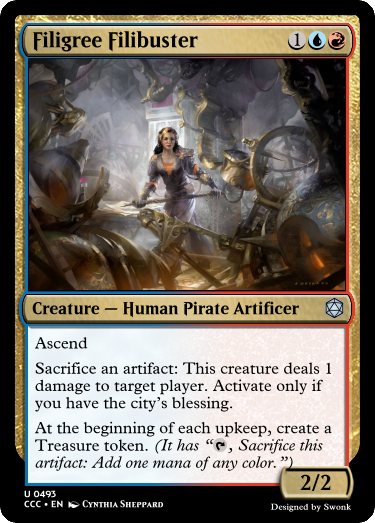 Filigree Filibuster 1
Creature — Human Pirate Artificer
Ascend
Sacrifice an artifact: This creature deals 1
damage to target player. Activate only if
you have the city's blessing.
At the beginning of each upkeep, create a
Treasure token. (It has “, Sacrifice this
artifact: Add one mana of any color.”)
2/2
U 0493
CCC • EN Cynthia Sheppard
Designed by Swonk